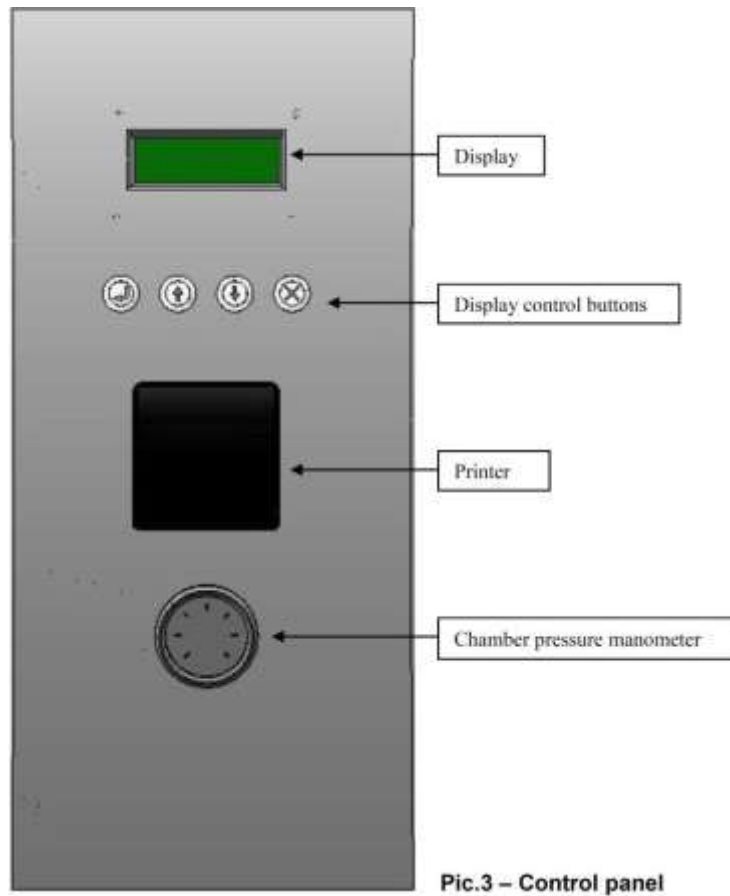 Display
Display control buttons
Printer
Chamber pressure manometer
Pic.3 – Control panel